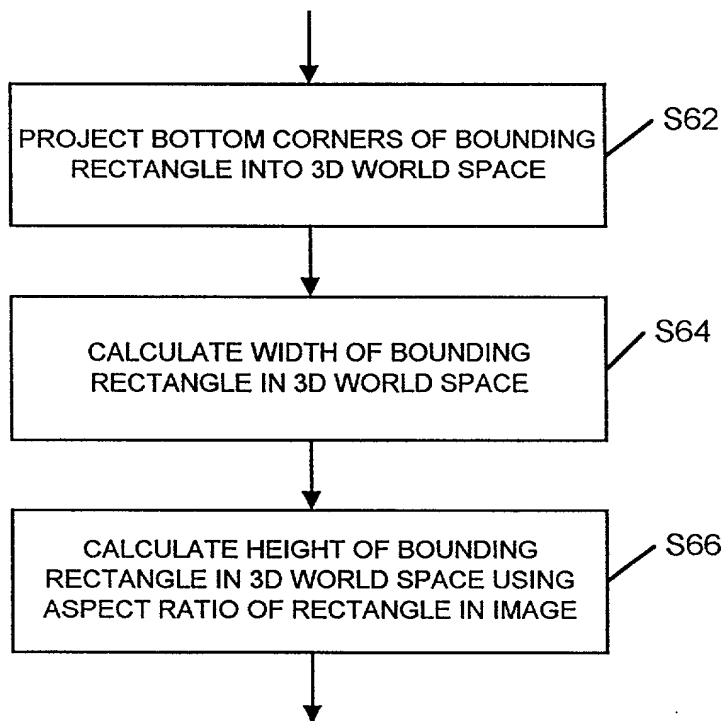 PROJECT BOTTOM CORNERS OF BOUNDING
RECTANGLE INTO 3D WORLD SPACE
S62
CALCULATE WIDTH OF BOUNDING
RECTANGLE IN 3D WORLD SPACE
S64
CALCULATE HEIGHT OF BOUNDING
RECTANGLE IN 3D WORLD SPACE USING
ASPECT RATIO OF RECTANGLE IN IMAGE
S66